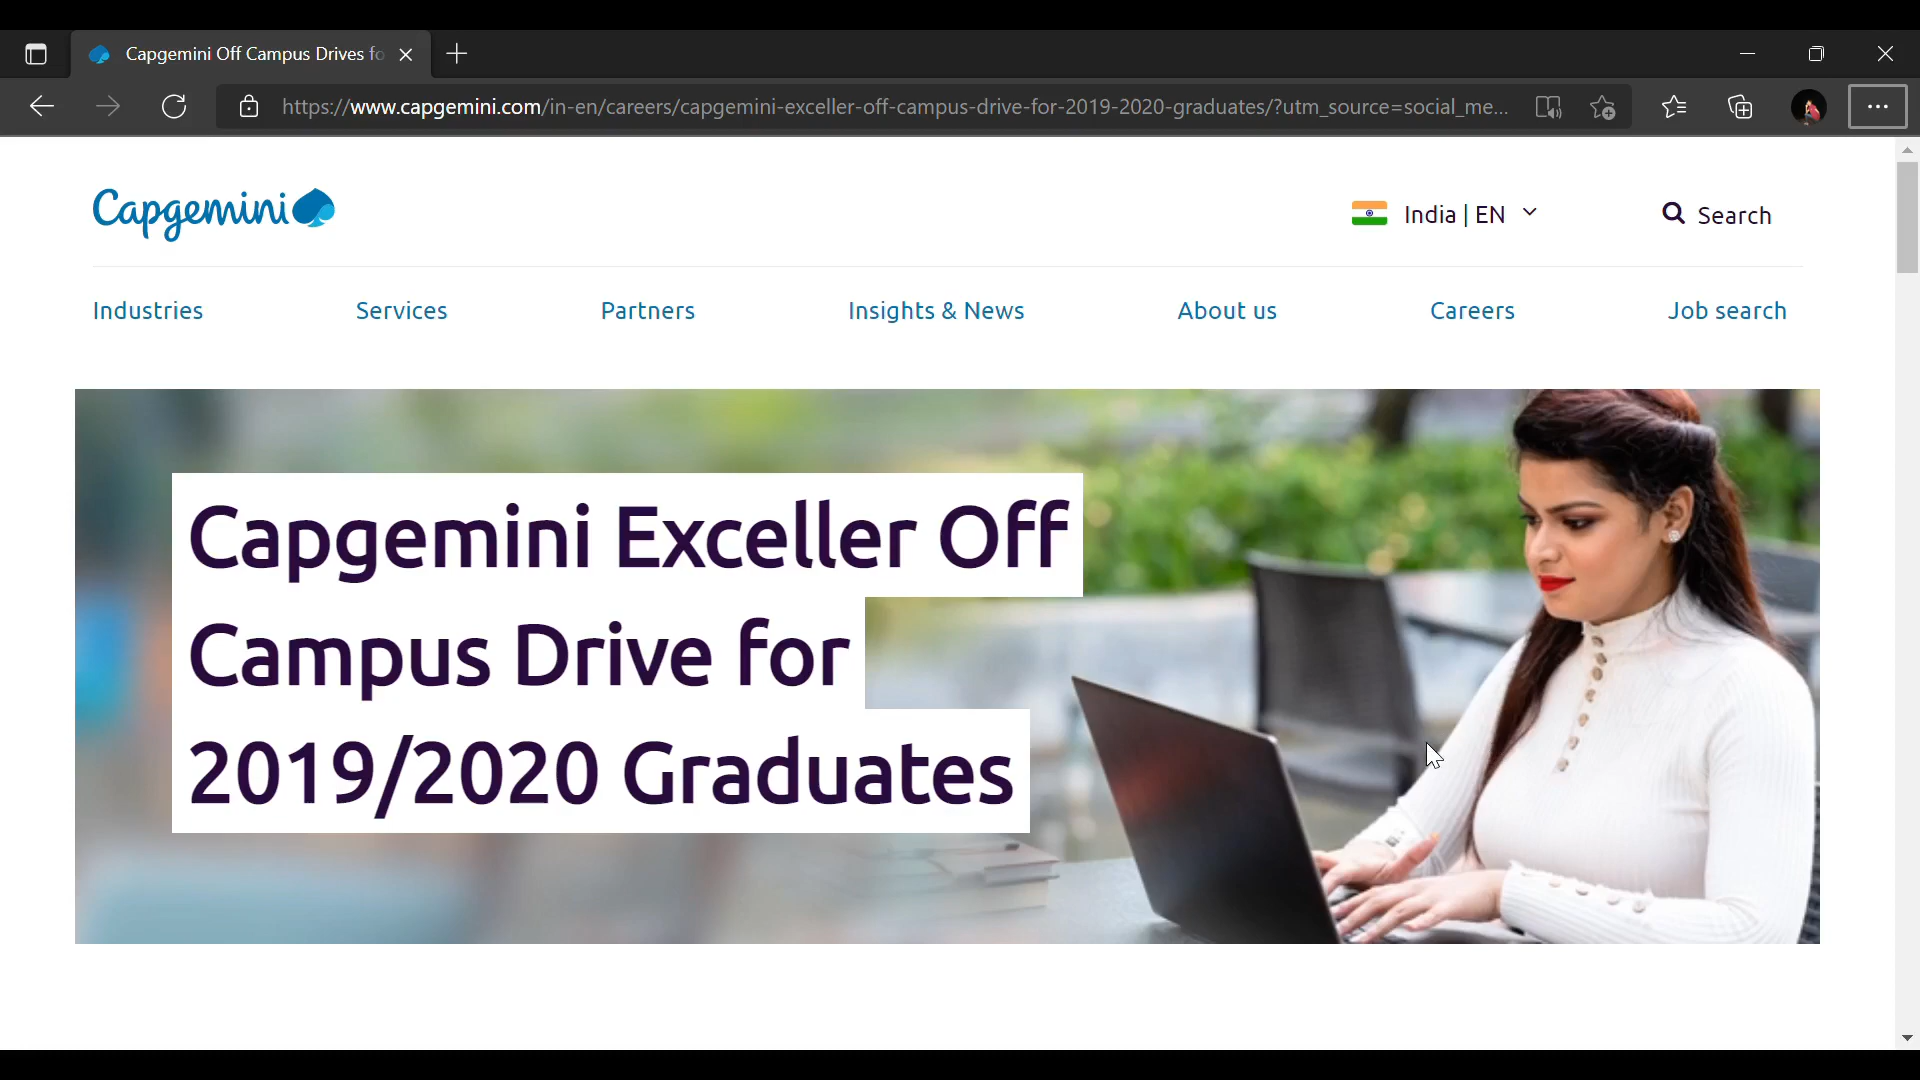 Capgemini Off Campus Drives fo
https://www.capgemini.com/in-en/careers/capgemini-exceller-off-campus-drive-for-2019-2020-graduates/?utm_source=social_me...
Capgemini
India | EN
Search
Industries
Services
Partners
Insights & News
About us
Careers
Job search
Capgemini Exceller Off
Campus Drive for
2019/2020 Graduates